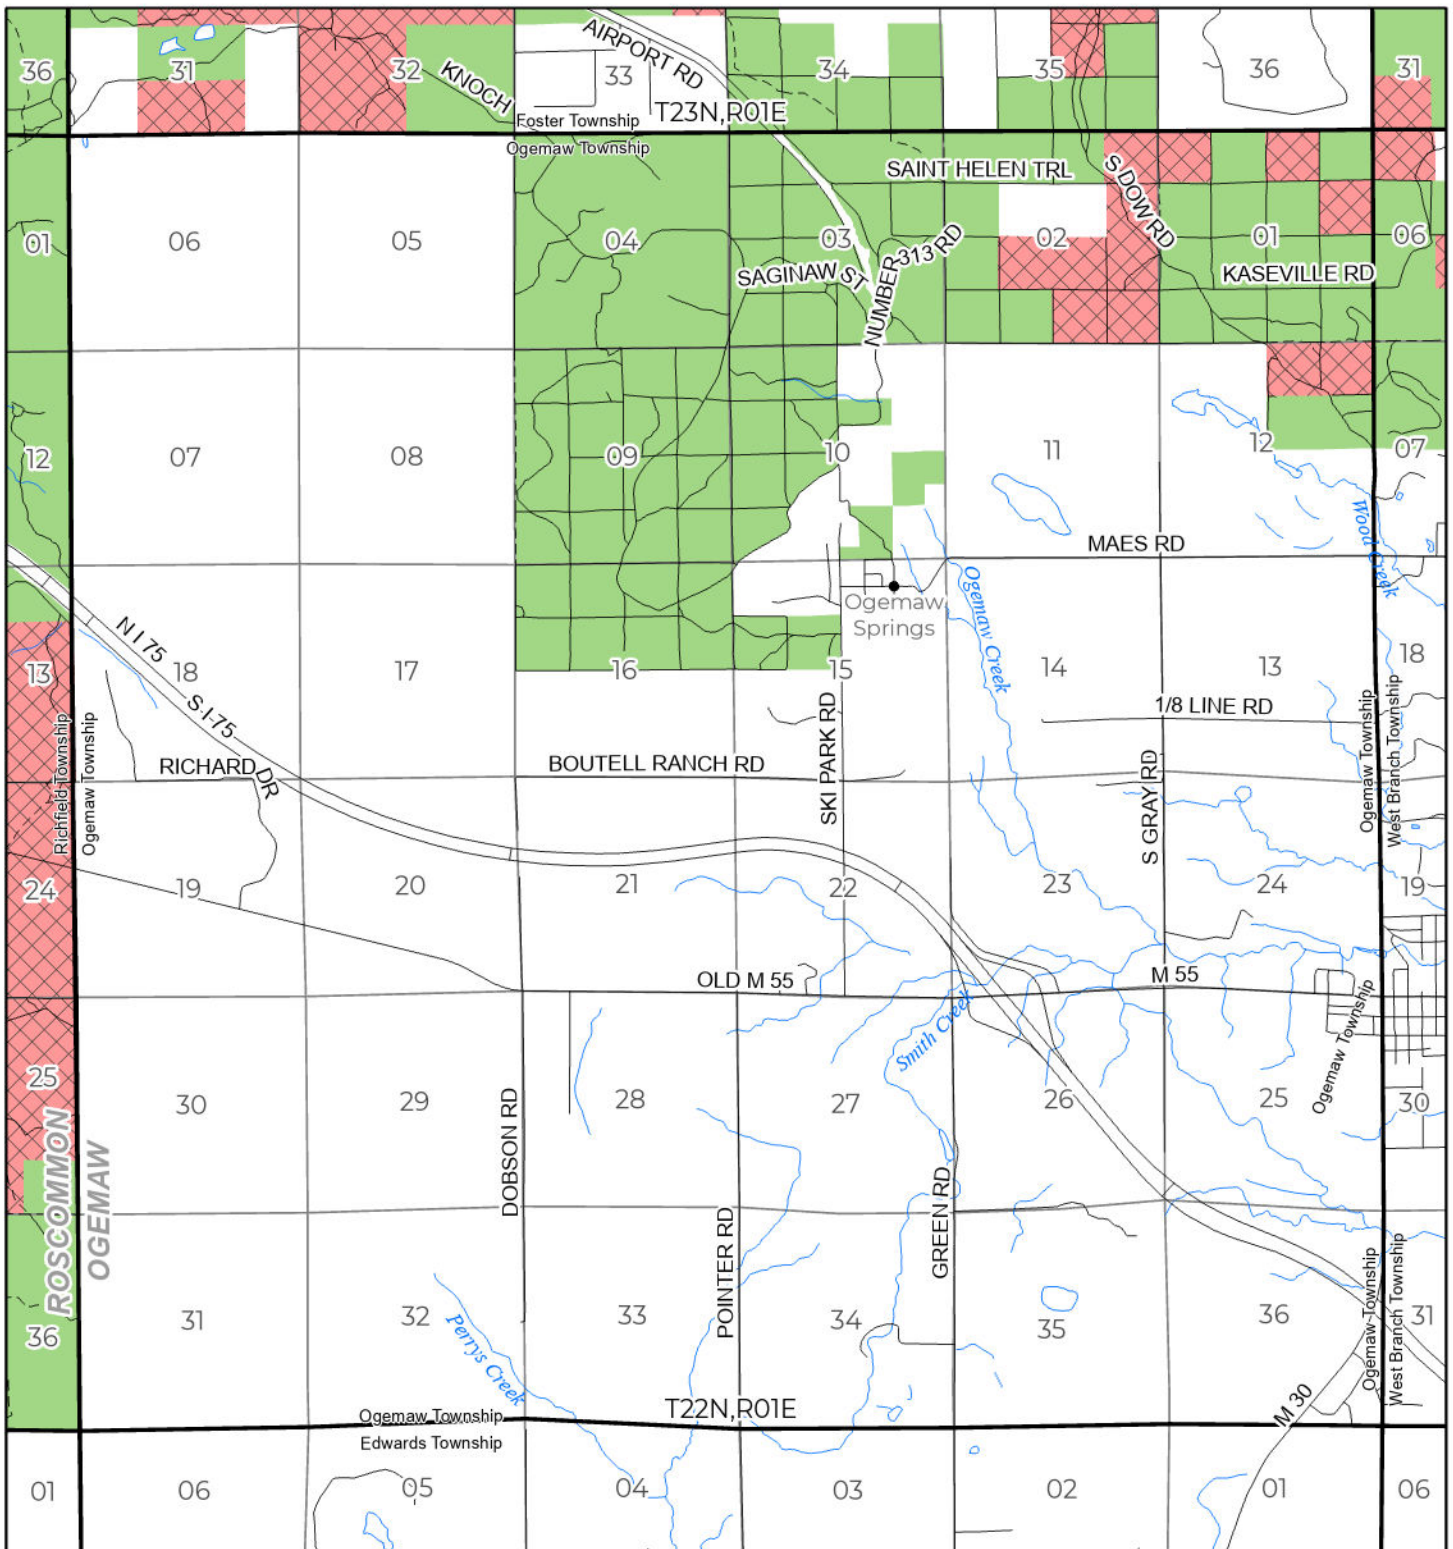 AIRPORT RD
36
31
32
KNOCH
33
34
35
36
31
T23N,R01E
Foster Township
Ogemaw Township
SAINT HELEN TRL
S DOW RD
01
06
05
04
03
02
01
06
NUMBER 313 RD
SAGINAW ST
KASEVILLE RD
12
07
08
09
10
11
12
07
Wood Creek
MAES RD
Ogemaw
Springs
Ogemaw Creek
N I 75
S I-75
13
18
17
16
15
14
13
18
1/8 LINE RD
Richfield Township
Ogemaw Township
RICHARD DR
BOUTELL RANCH RD
SKI PARK RD
S GRAY RD
Ogemaw Township
West Branch Township
24
19
20
21
22
23
24
19
OLD M 55
M 55
Smith Creek
Ogemaw Township
25
30
29
28
27
26
25
30
ROSCOMMON
OGEMAW
DOBSON RD
POINTER RD
GREEN RD
Ogemaw Township
West Branch Township
36
31
32
33
34
35
36
31
Perrys Creek
M 30
T22N,R01E
Ogemaw Township
Edwards Township
01
06
05
04
03
02
01
06